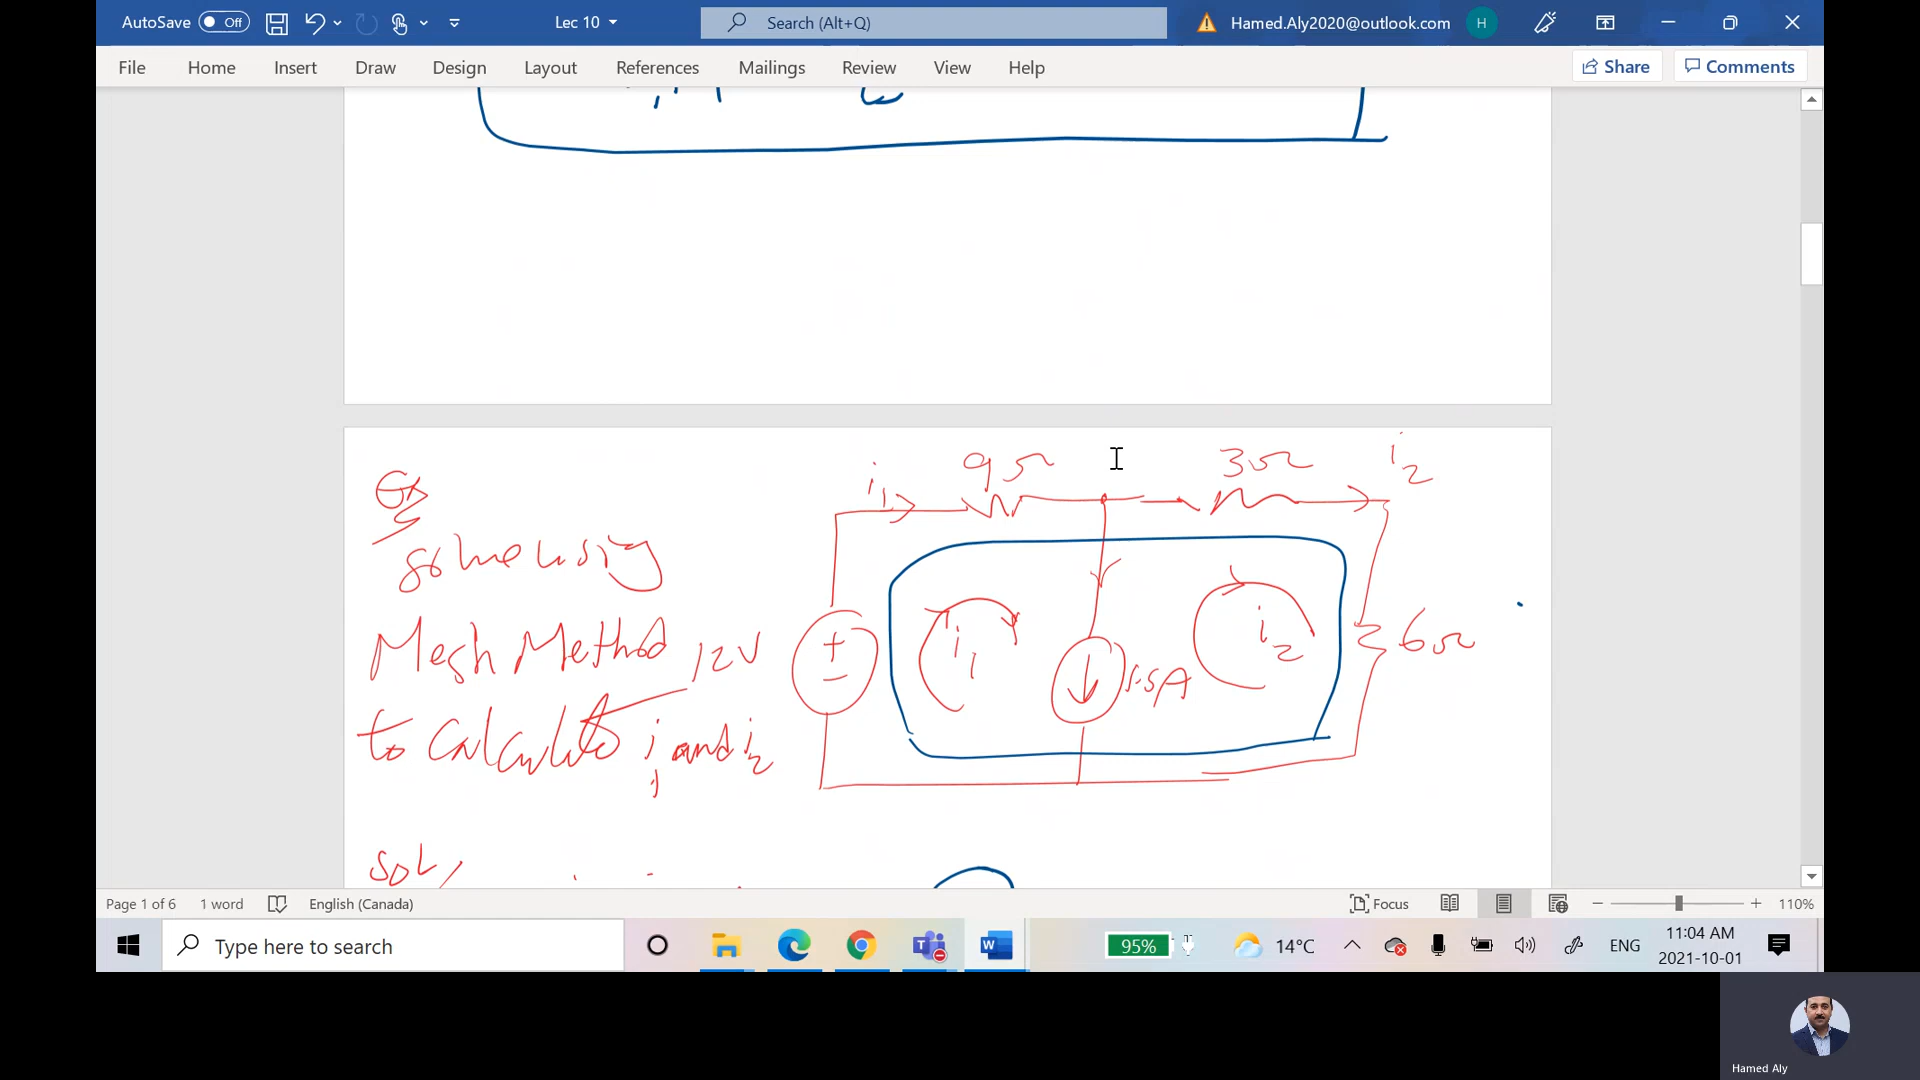 AutoSave Off Lec 10 Search (Alt+Q) Hamed.Aly2020@outlook.com H
File Home Insert Draw Design Layout References Mailings Review View Help Share Comments
i1 9Ω 3Ω i2
Ex
Solve using
Mesh Method
to Calculate i1 and i2
12V + - i1 i2 6Ω
Sol
Page 1 of 6 1 word English (Canada) Focus 110%
Type here to search 95% 14°C ENG 11:04 AM
2021-10-01
Hamed Aly